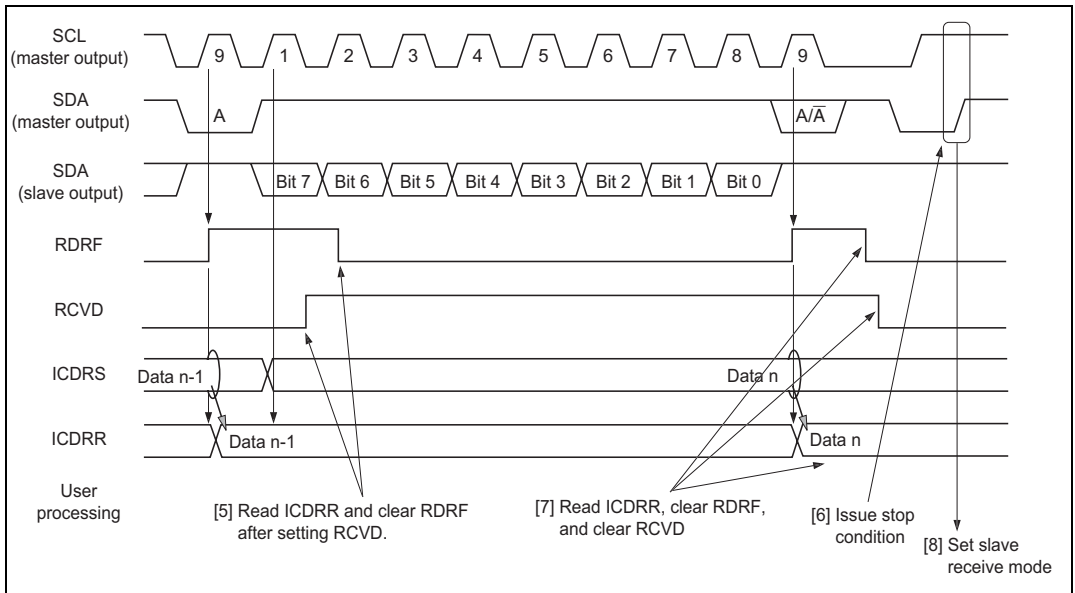 SCL
(master output)
9 1 2 3 4 5 6 7 8 9
SDA
(master output)
A A/A̅
SDA
(slave output)
Bit 7 Bit 6 Bit 5 Bit 4 Bit 3 Bit 2 Bit 1 Bit 0
RDRF
RCVD
ICDRS
Data n-1 Data n
ICDRR
Data n-1 Data n
User
processing
[5] Read ICDRR and clear RDRF
after setting RCVD.
[7] Read ICDRR, clear RDRF,
and clear RCVD
[6] Issue stop
condition
[8] Set slave
receive mode